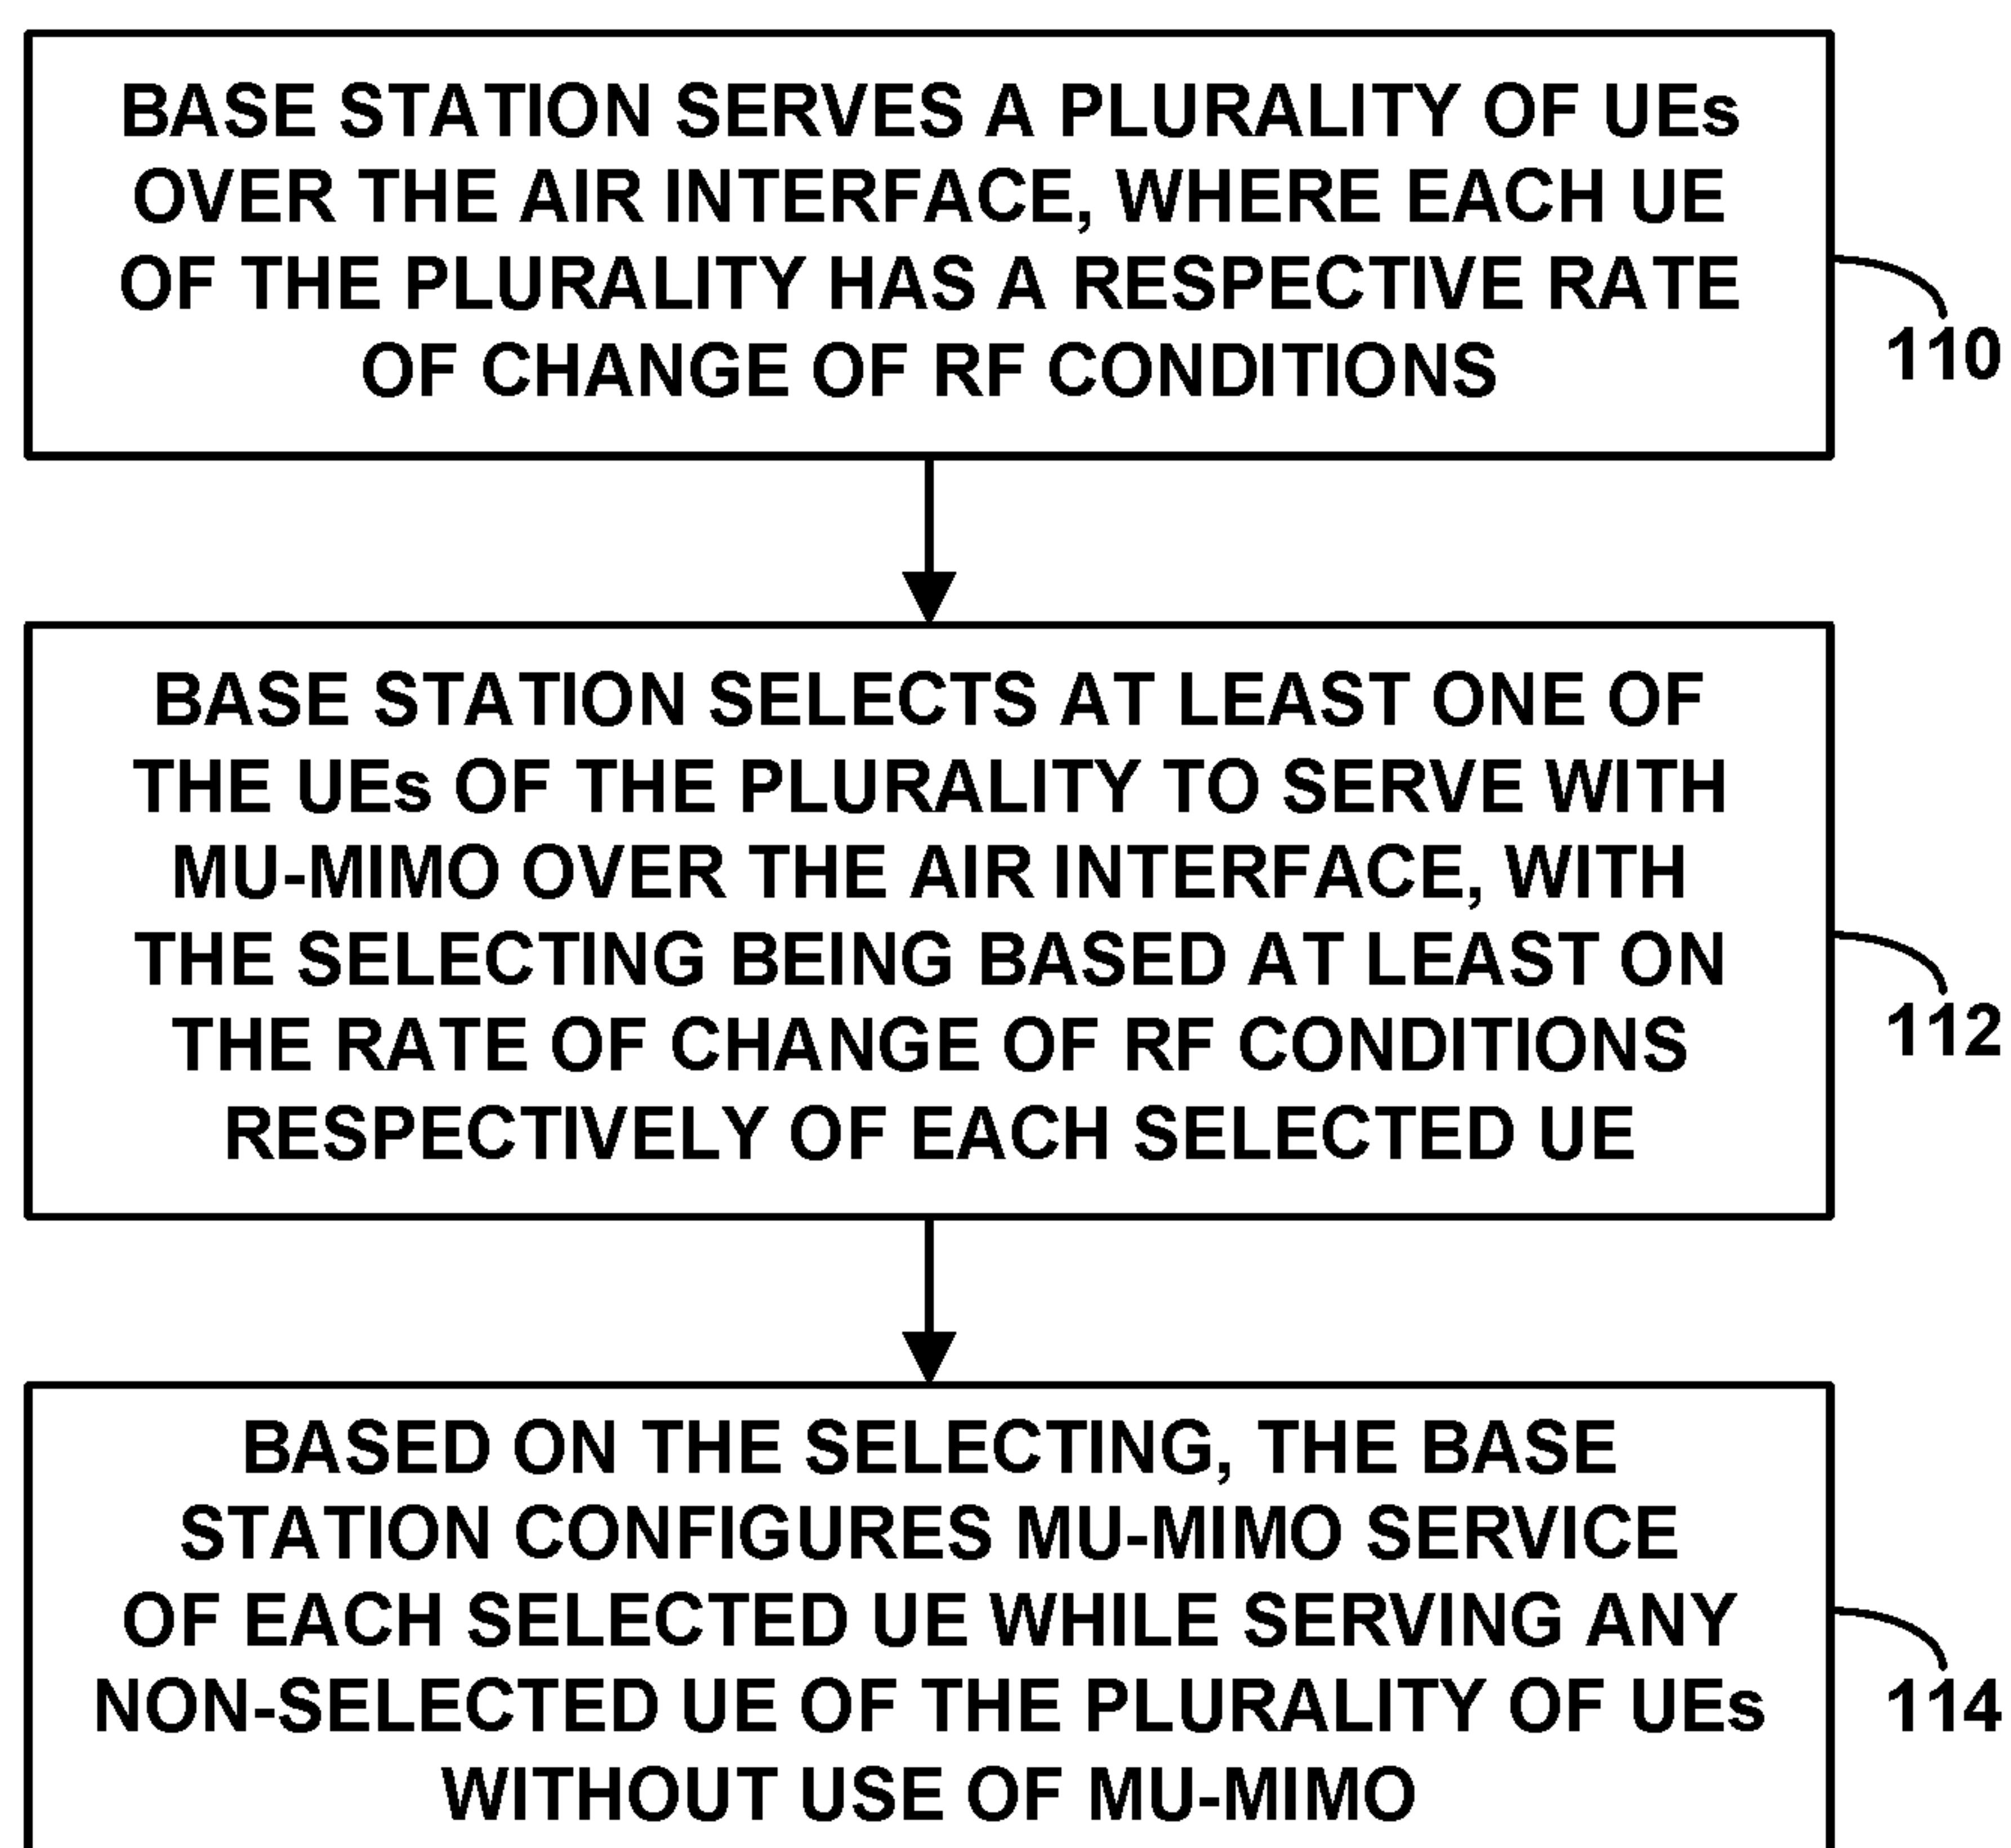 BASE STATION SERVES A PLURALITY OF UEs
OVER THE AIR INTERFACE, WHERE EACH UE
OF THE PLURALITY HAS A RESPECTIVE RATE
OF CHANGE OF RF CONDITIONS
110
BASE STATION SELECTS AT LEAST ONE OF
THE UEs OF THE PLURALITY TO SERVE WITH
MU-MIMO OVER THE AIR INTERFACE, WITH
THE SELECTING BEING BASED AT LEAST ON
THE RATE OF CHANGE OF RF CONDITIONS
RESPECTIVELY OF EACH SELECTED UE
112
BASED ON THE SELECTING, THE BASE
STATION CONFIGURES MU-MIMO SERVICE
OF EACH SELECTED UE WHILE SERVING ANY
NON-SELECTED UE OF THE PLURALITY OF UEs
WITHOUT USE OF MU-MIMO
114